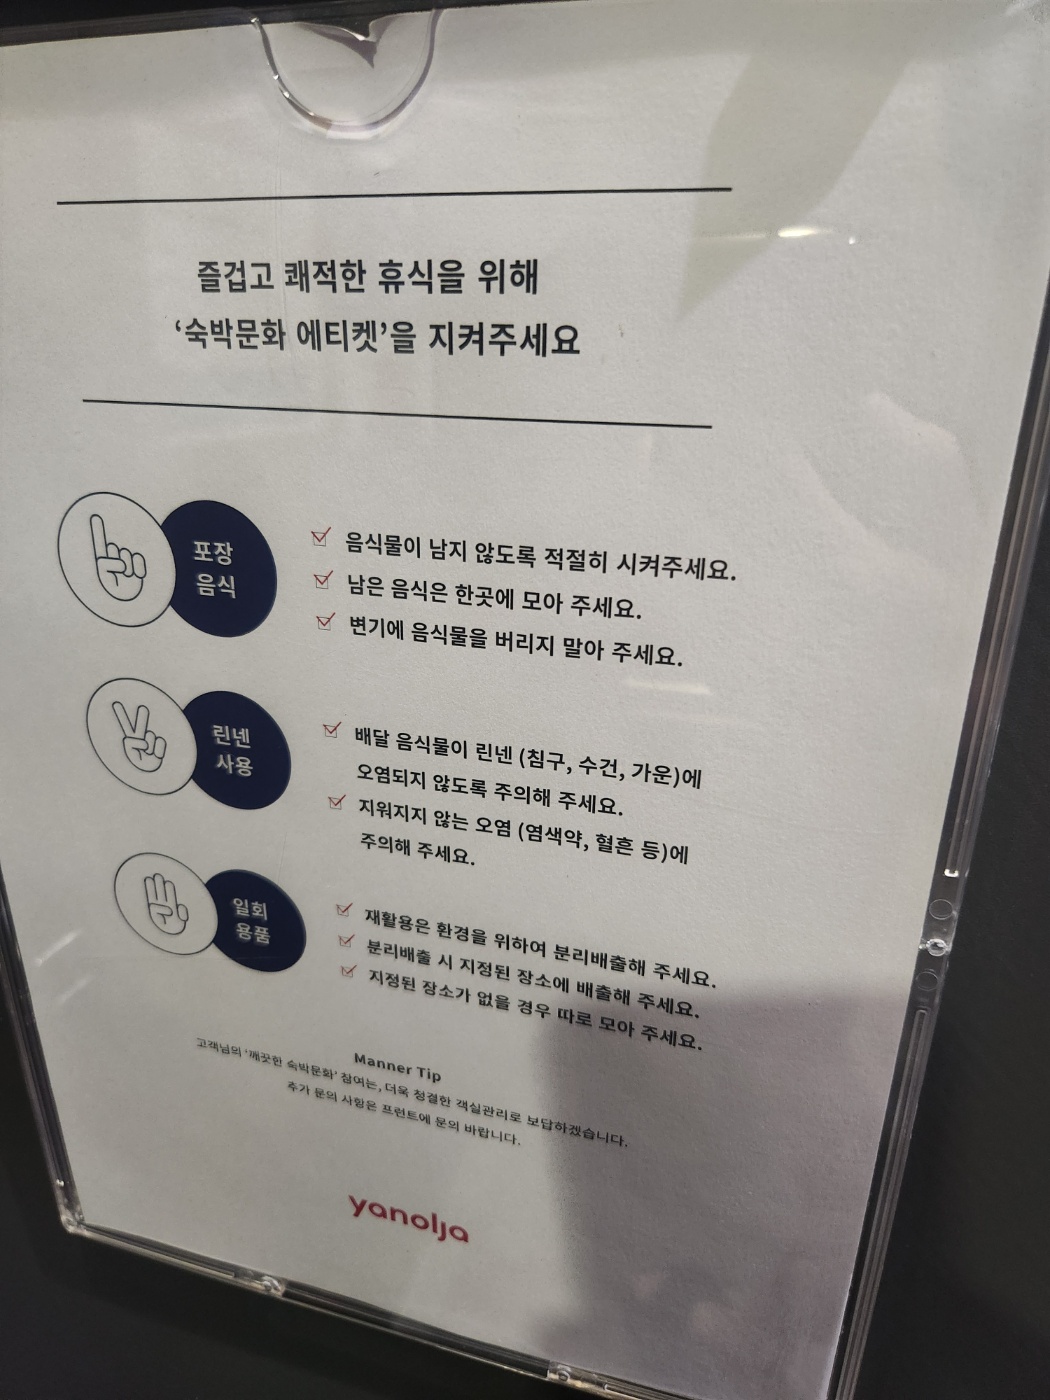 즐겁고 쾌적한 휴식을 위해
‘숙박문화 에티켓’을 지켜주세요
포장
음식
음식물이 남지 않도록 적절히 시켜주세요.
남은 음식은 한곳에 모아 주세요.
변기에 음식물을 버리지 말아 주세요.
린넨
사용
배달 음식물이 린넨 (침구, 수건, 가운)에
오염되지 않도록 주의해 주세요.
지워지지 않는 오염 (염색약, 혈흔 등)에
주의해 주세요.
일회
용품
재활용은 환경을 위하여 분리배출해 주세요.
분리배출 시 지정된 장소에 배출해 주세요.
지정된 장소가 없을 경우 따로 모아 주세요.
Manner Tip
고객님의 ‘깨끗한 숙박문화’ 참여는, 더욱 청결한 객실관리로 보답하겠습니다.
추가 문의 사항은 프런트에 문의 바랍니다.
yanolja